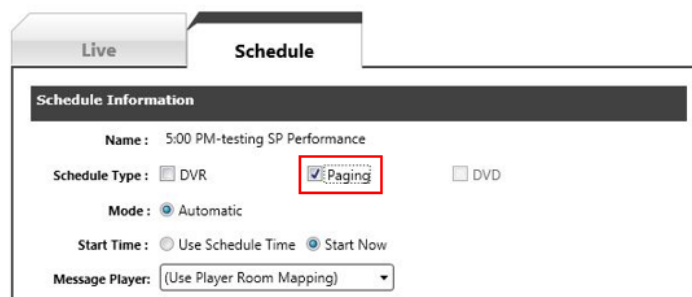 Live Schedule
Schedule Information
Name : 5:00 PM-testing SP Performance
Schedule Type : DVR Paging DVD
Mode : Automatic
Start Time : Use Schedule Time Start Now
Message Player: (Use Player Room Mapping)